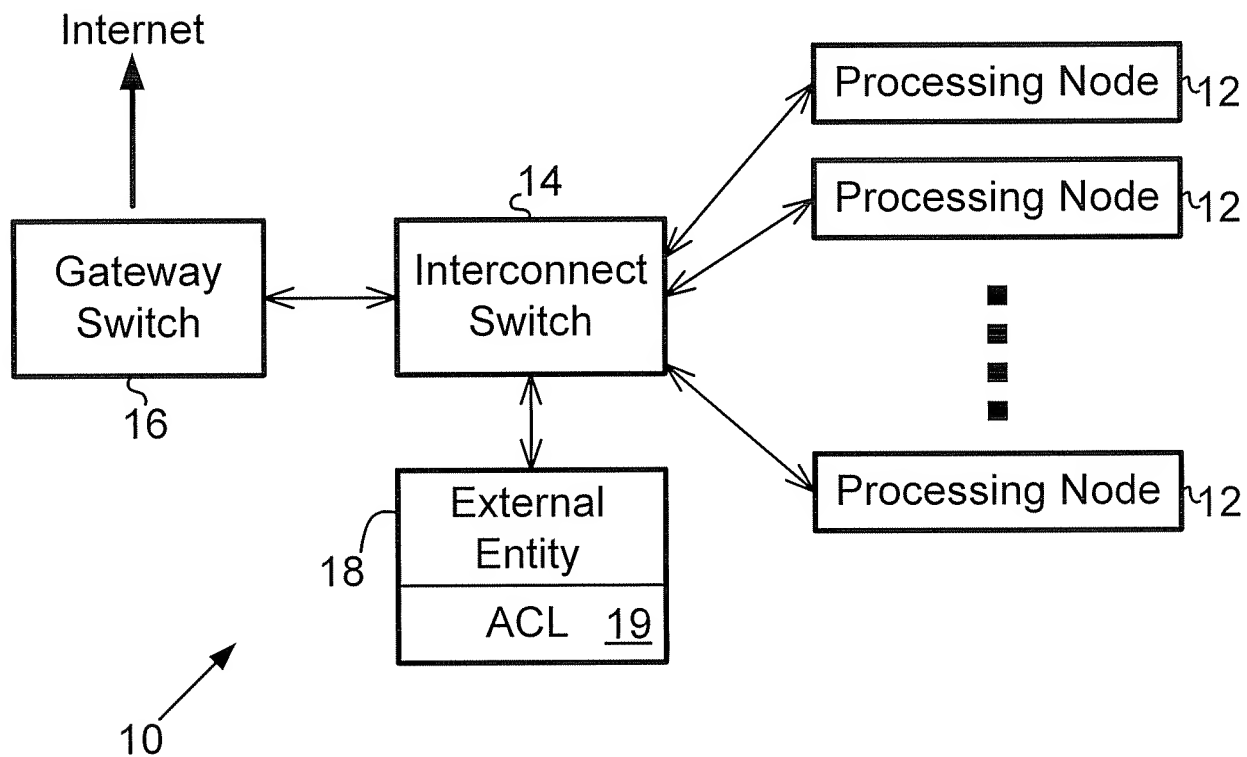 Internet
Processing Node 12
Processing Node 12
14
Gateway
Switch
Interconnect
Switch
16
External
Entity
18
ACL 19
Processing Node 12
10